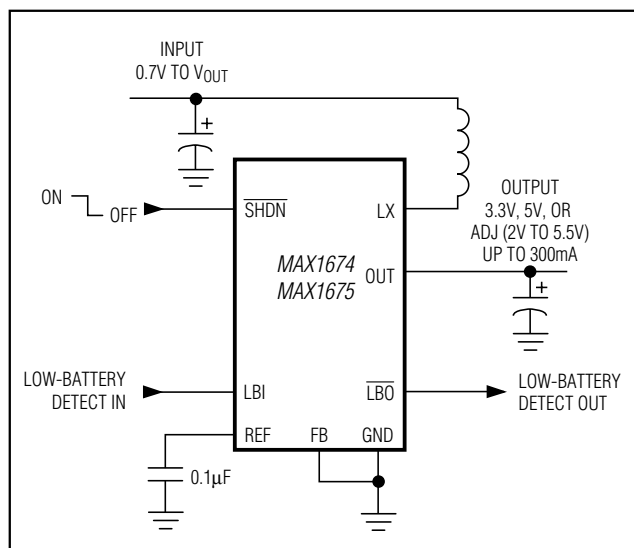 INPUT
0.7V TO VOUT
ON
OFF
SHDN
LX
OUTPUT
3.3V, 5V, OR
ADJ (2V TO 5.5V)
UP TO 300mA
MAX1674
MAX1675
OUT
LOW-BATTERY
DETECT IN
LBI
LBO
LOW-BATTERY
DETECT OUT
REF
FB
GND
0.1µF